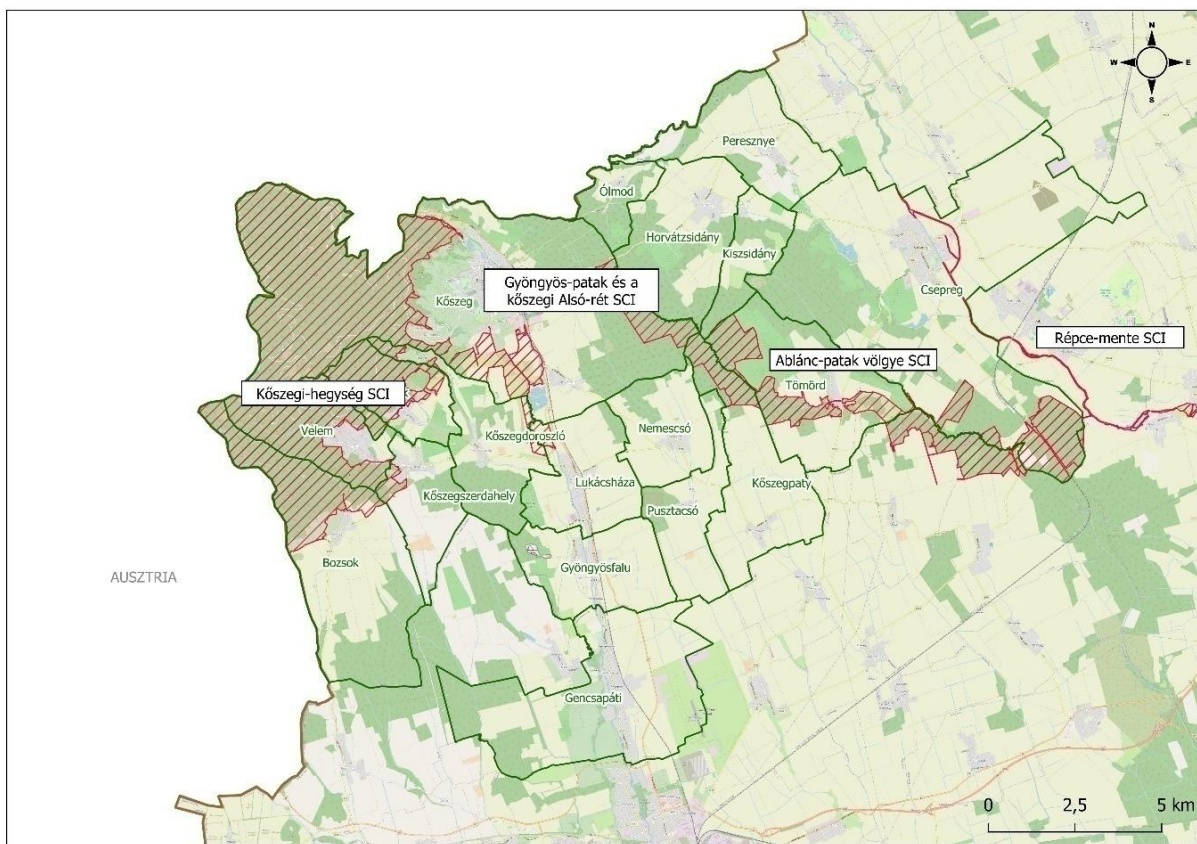 N
W E
S
Peresznye
Ólmod
Horvátzsidány
Kiszsidány
Csepreg
Kőszeg
Gyöngyös-patak és a
kőszegi Alsó-rét SCI
Répce-mente SCI
Ablánc-patak völgye SCI
Tömörd
Kőszegi-hegység SCI
Velem
Kőszegdoroszló
Nemescsó
Kőszegszerdahely
Lukácsháza
Kőszegpaty
Pusztacsó
Bozsok
Gyöngyösfalu
AUSZTRIA
Gencsapáti
0 2,5 5 km